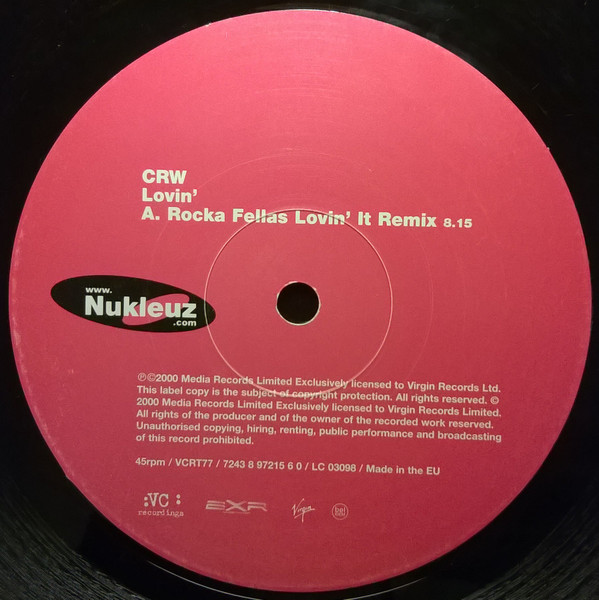 CRW
Lovin'
A. Rocka Fellas Lovin' It Remix 8.15
www.
Nukleuz
.com
℗©2000 Media Records Limited Exclusively licensed to Virgin Records Ltd.
This label copy is the subject of copyright protection. All rights reserved. ©
2000 Media Records Limited Exclusively licensed to Virgin Records Limited.
All rights of the producer and of the owner of the recorded work reserved.
Unauthorised copying, hiring, renting, public performance and broadcasting
of this record prohibited.
45rpm / VCRT77 / 7243 8 97215 6 0 / LC 03098 / Made in the EU
:VC :
recordings
EXR
Virgin